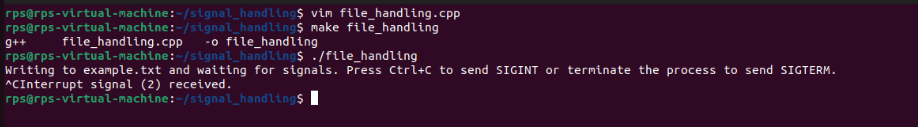 rps@rps-virtual-machine:~/signal_handling$ vim file_handling.cpp
rps@rps-virtual-machine:~/signal_handling$ make file_handling
g++     file_handling.cpp   -o file_handling
rps@rps-virtual-machine:~/signal_handling$ ./file_handling
Writing to example.txt and waiting for signals. Press Ctrl+C to send SIGINT or terminate the process to send SIGTERM.
^CInterrupt signal (2) received.
rps@rps-virtual-machine:~/signal_handling$